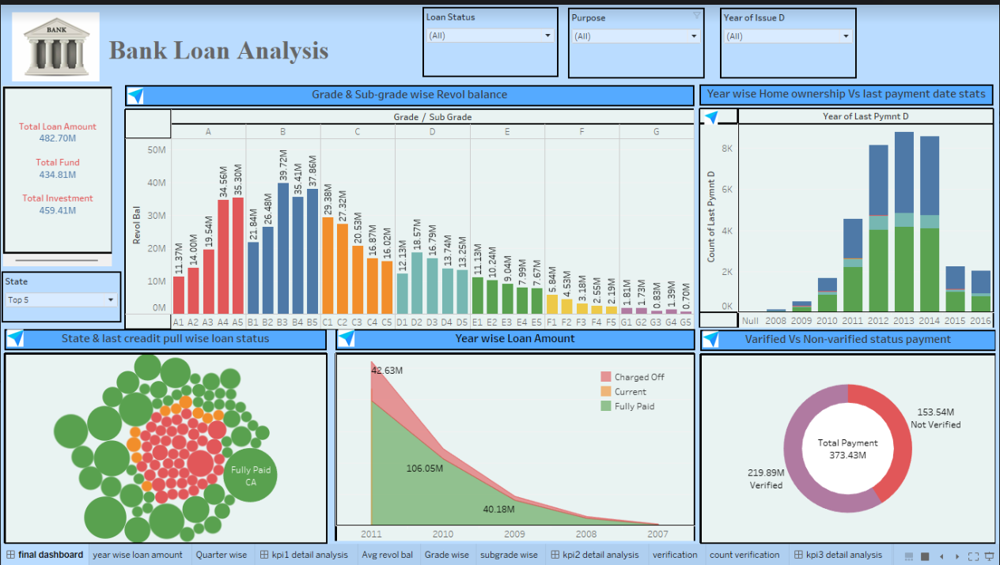 BANK
Bank Loan Analysis
Loan Status
(All)
Purpose
(All)
Year of Issue D
(All)
Total Loan Amount
482.70M
Total Fund
434.81M
Total Investment
459.41M
State
Top 5
Grade & Sub-grade wise Revol balance
Grade / Sub Grade
A B C D E F G
Revol Bal
50M
40M
30M
20M
10M
0M
11.37M 14.00M 19.54M 34.56M 35.30M 21.84M 26.48M 39.72M 35.41M 37.86M 29.38M 27.32M 20.53M 16.87M 16.02M 12.13M 18.57M 16.79M 13.74M 13.25M 11.13M 10.24M 9.04M 7.99M 7.67M 5.84M 4.53M 3.18M 2.55M 2.19M 1.81M 1.73M 0.83M 1.39M 0.70M
A1 A2 A3 A4 A5 B1 B2 B3 B4 B5 C1 C2 C3 C4 C5 D1 D2 D3 D4 D5 E1 E2 E3 E4 E5 F1 F2 F3 F4 F5 G1 G2 G3 G4 G5
Year wise Home ownership Vs last payment date stats
Year of Last Pymnt D
Count of Last Pymnt D
8K
6K
4K
2K
0K
Null 2008 2009 2010 2011 2012 2013 2014 2015 2016
State & last creadit pull wise loan status
Fully Paid
CA
Year wise Loan Amount
42.63M
106.05M
40.18M
Charged Off
Current
Fully Paid
2011 2010 2009 2008 2007
Varified Vs Non-varified status payment
153.54M
Not Verified
Total Payment
373.43M
219.89M
Verified
final dashboard year wise loan amount Quarter wise kpi1 detail analysis Avg revol bal Grade wise subgrade wise kpi2 detail analysis verification count verification kpi3 detail analysis